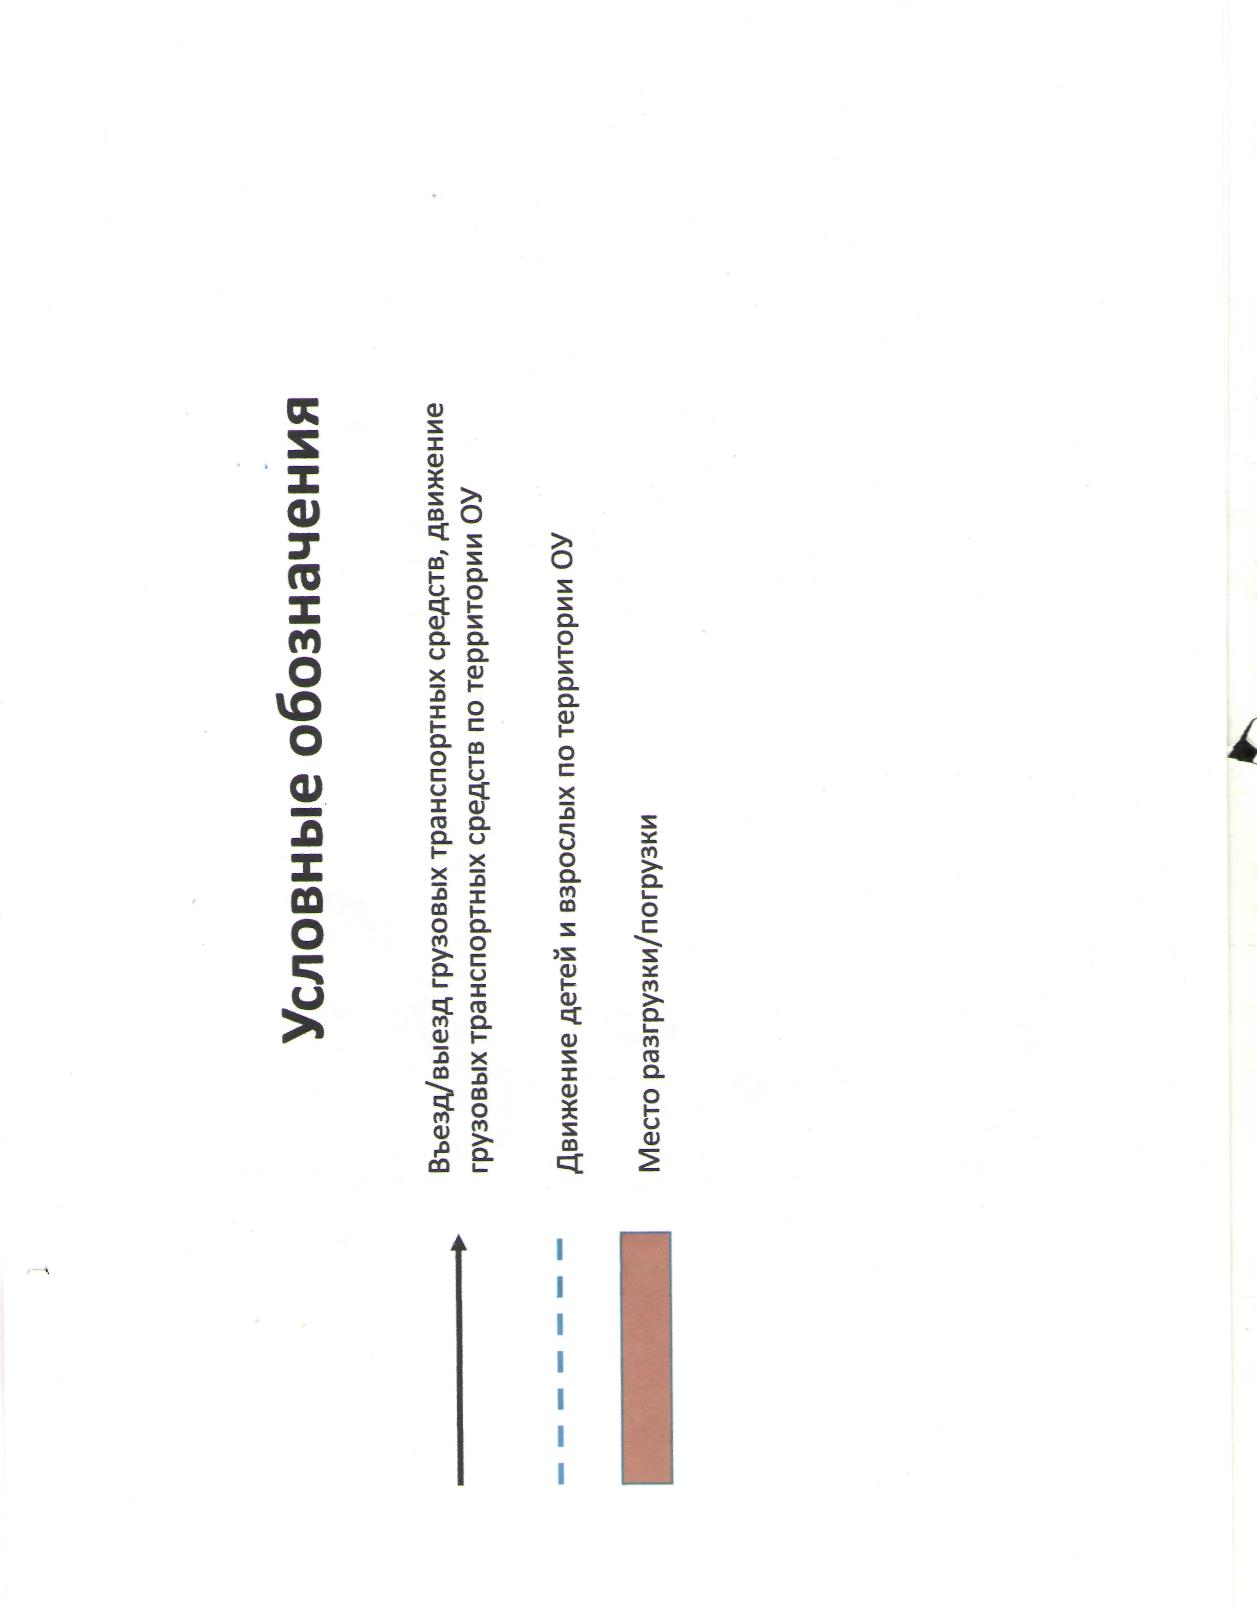 Условные обозначения
Въезд/выезд грузовых транспортных средств, движение
грузовых транспортных средств по территории ОУ
Движение детей и взрослых по территории ОУ
Место разгрузки/погрузки